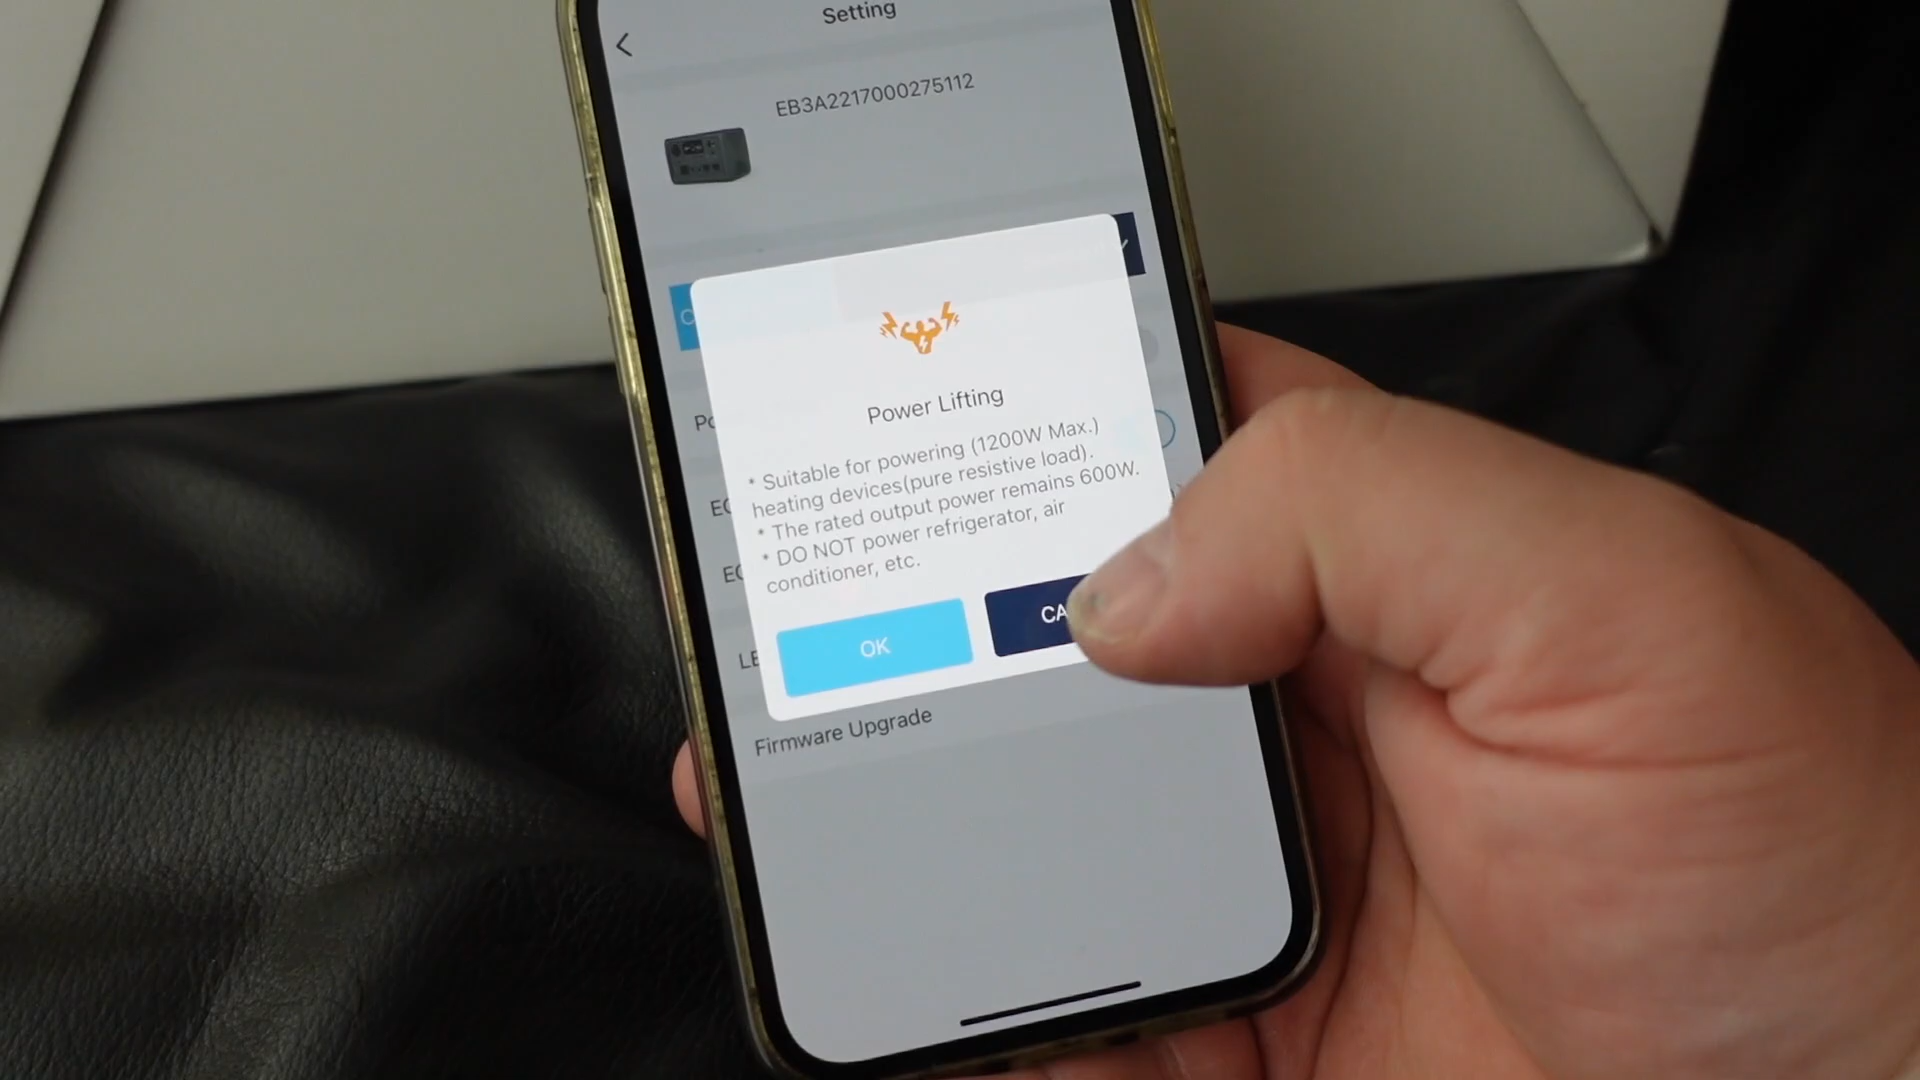 Setting
EB3A2217000275112
Power Lifting
* Suitable for powering (1200W Max.)
heating devices(pure resistive load).
* The rated output power remains 600W.
* DO NOT power refrigerator, air
conditioner, etc.
OK
Firmware Upgrade